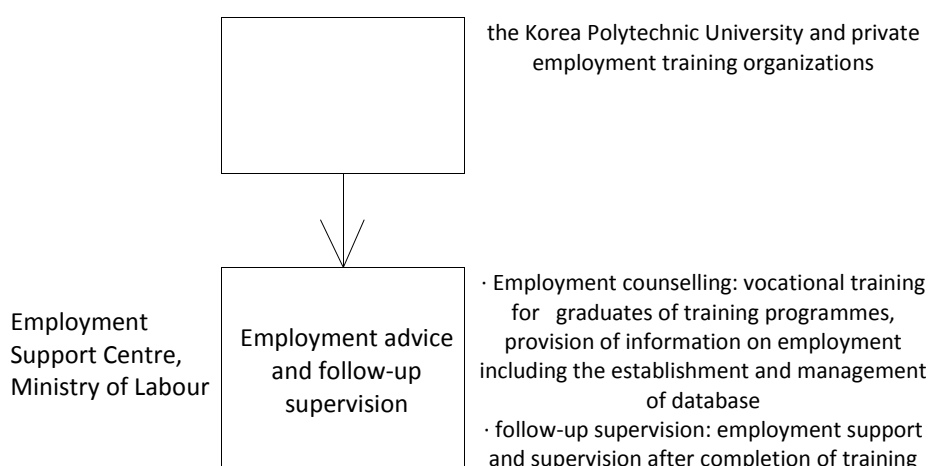 the Korea Polytechnic University and private
employment training organizations
Employment
Support Centre,
Ministry of Labour
Employment advice
and follow-up
supervision
· Employment counselling: vocational training
for graduates of training programmes,
provision of information on employment
including the establishment and management
of database
· follow-up supervision: employment support
and supervision after completion of training